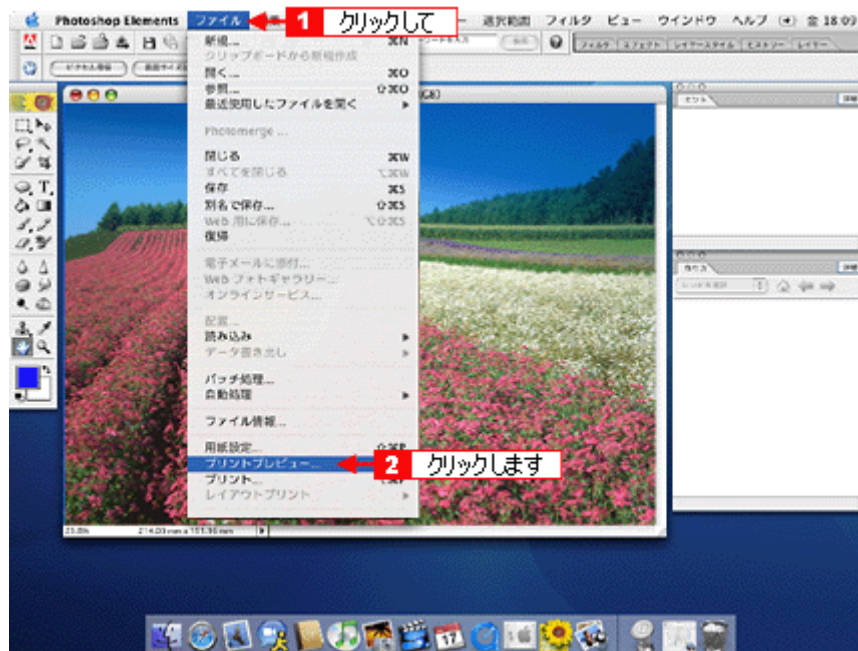 Photoshop Elements ファイル 1 クリックして 選択範囲 フィルタ ビュー ウインドウ ヘルプ 金 18:09
新規... ⌘N
クリップボードから新規作成
開く... ⌘O
参照... ⇧⌘O
最近使用したファイルを開く
Photomerge ...
閉じる ⌘W
すべてを閉じる ⌥⌘W
保存 ⌘S
別名で保存... ⇧⌘S
Web 用に保存... ⌥⇧⌘S
復帰
電子メールに添付...
Web フォトギャラリー...
オンラインサービス...
配置...
読み込み
データ書き出し
バッチ処理...
自動処理
ファイル情報...
用紙設定... ⇧⌘P
プリントプレビュー... 2 クリックします
プリント... ⌥⌘P
レイアウトプリント
ヒント
17